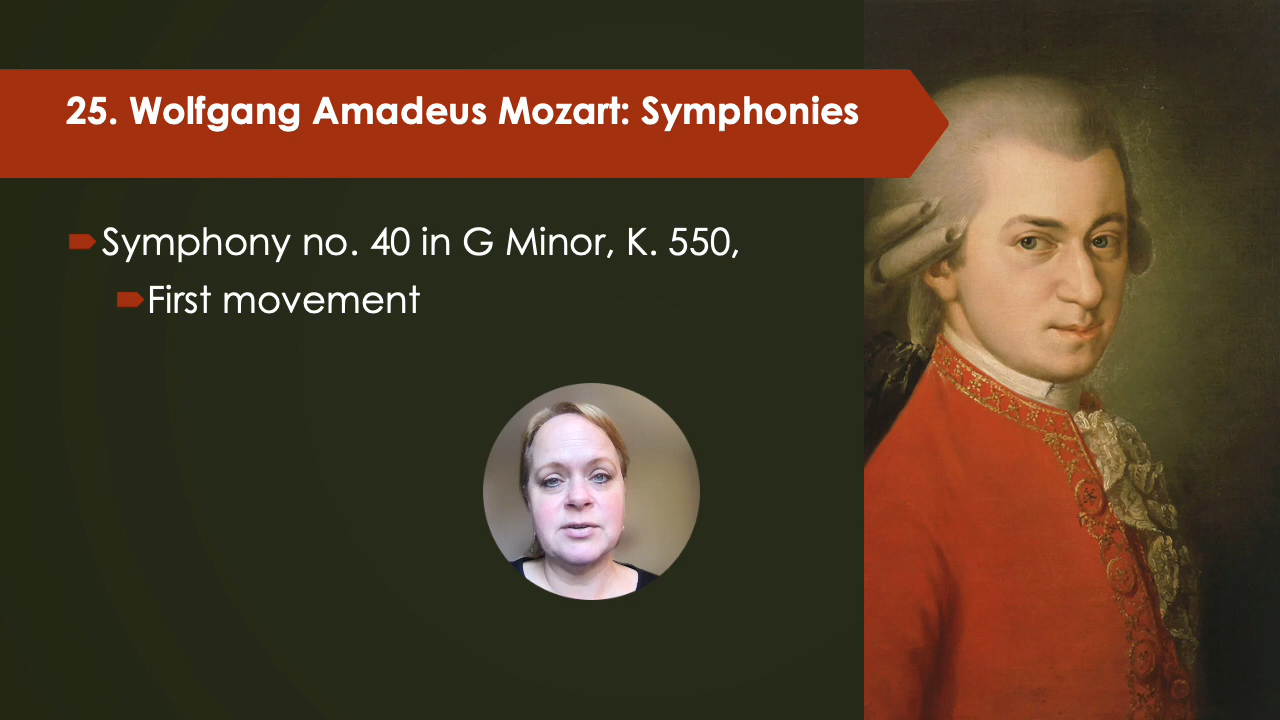 25. Wolfgang Amadeus Mozart: Symphonies
Symphony no. 40 in G Minor, K. 550,
First movement